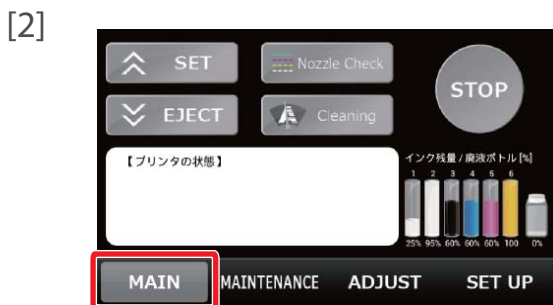 [2]
SET
Nozzle Check
STOP
EJECT
Cleaning
【プリンタの状態】
インク残量 / 廃液ボトル [%]
1 2 3 4 5 6
25% 95% 60% 60% 60% 100 0%
MAIN MAINTENANCE ADJUST SET UP